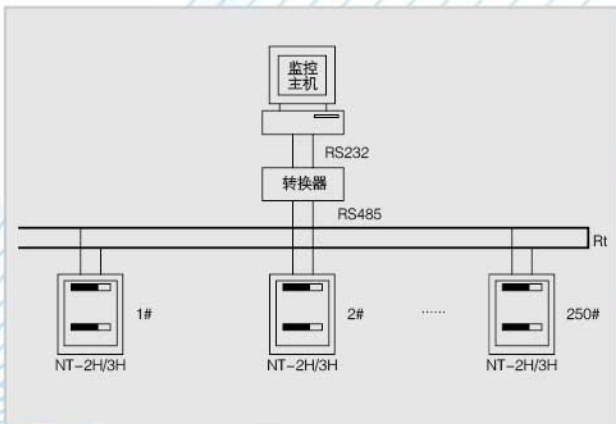 监控
主机
RS232
转换器
RS485
Rt
1#
2#
······
250#
NT-2H/3H
NT-2H/3H
NT-2H/3H